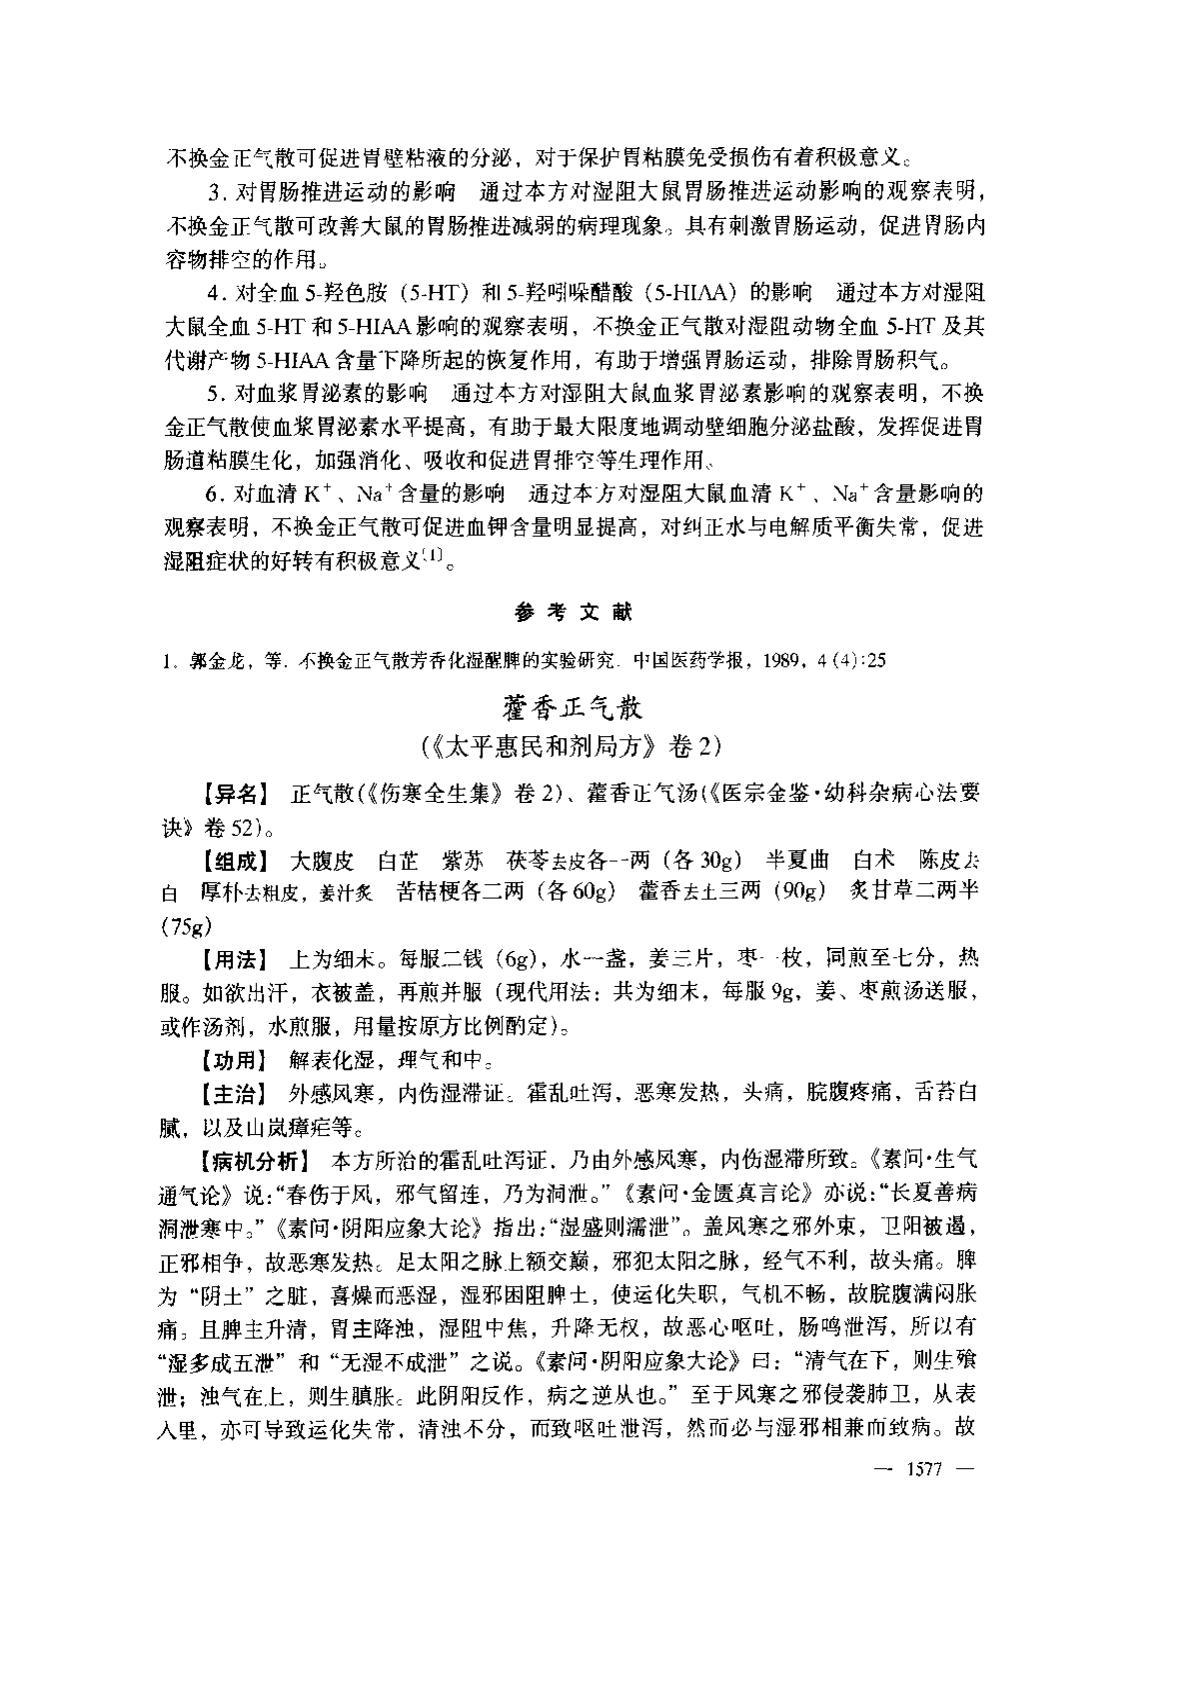 不换金正气散可促进胃壁粘液的分泌，对于保护胃粘膜免受损伤有着积极意义。
3. 对胃肠推进运动的影响　通过本方对湿阻大鼠胃肠推进运动影响的观察表明，
不换金正气散可改善大鼠的胃肠推进减弱的病理现象。具有刺激胃肠运动，促进胃肠内
容物排空的作用。
4. 对全血 5-羟色胺（5-HT）和 5-羟吲哚醋酸（5-HIAA）的影响　通过本方对湿阻
大鼠全血 5-HT 和 5-HIAA 影响的观察表明，不换金正气散对湿阻动物全血 5-HT 及其
代谢产物 5-HIAA 含量下降所起的恢复作用，有助于增强胃肠运动，排除胃肠积气。
5. 对血浆胃泌素的影响　通过本方对湿阻大鼠血浆胃泌素影响的观察表明，不换
金正气散使血浆胃泌素水平提高，有助于最大限度地调动壁细胞分泌盐酸，发挥促进胃
肠道粘膜生化，加强消化、吸收和促进胃排空等生理作用、
6. 对血清 K⁺、Na⁺含量的影响　通过本方对湿阻大鼠血清 K⁺、Na⁺含量影响的
观察表明，不换金正气散可促进血钾含量明显提高，对纠正水与电解质平衡失常，促进
湿阻症状的好转有积极意义〔1〕。
参 考 文 献
1. 郭金龙，等. 不换金正气散芳香化湿醒脾的实验研究. 中国医药学报，1989，4 (4):25
藿香正气散
(《太平惠民和剂局方》卷 2)
【异名】　正气散(《伤寒全生集》卷 2)、藿香正气汤(《医宗金鉴·幼科杂病心法要
诀》卷 52)。
【组成】　大腹皮　白芷　紫苏　茯苓去皮各一两（各 30g）　半夏曲　白术　陈皮去
白　厚朴去粗皮，姜汁炙　苦桔梗各二两（各 60g）　藿香去土三两（90g）　炙甘草二两半
(75g)
【用法】　上为细末。每服二钱（6g），水一盏，姜三片，枣一枚，同煎至七分，热
服。如欲出汗，衣被盖，再煎并服（现代用法：共为细末，每服 9g，姜、枣煎汤送服，
或作汤剂，水煎服，用量按原方比例酌定）。
【功用】　解表化湿，理气和中。
【主治】　外感风寒，内伤湿滞证。霍乱吐泻，恶寒发热，头痛，脘腹疼痛，舌苔白
腻，以及山岚瘴疟等。
【病机分析】　本方所治的霍乱吐泻证．乃由外感风寒，内伤湿滞所致。《素问·生气
通气论》说：“春伤于风，邪气留连，乃为洞泄。”《素问·金匮真言论》亦说：“长夏善病
洞泄寒中。”《素问·阴阳应象大论》指出：“湿盛则濡泄”。盖风寒之邪外束，卫阳被遏，
正邪相争，故恶寒发热。足太阳之脉上额交巅，邪犯太阳之脉，经气不利，故头痛。脾
为“阴土”之脏，喜燥而恶湿，湿邪困阻脾土，使运化失职，气机不畅，故脘腹满闷胀
痛。且脾主升清，胃主降浊，湿阻中焦，升降无权，故恶心呕吐，肠鸣泄泻，所以有
“湿多成五泄”和“无湿不成泄”之说。《素问·阴阳应象大论》曰：“清气在下，则生飧
泄；浊气在上，则生䐜胀。此阴阳反作，病之逆从也。”至于风寒之邪侵袭肺卫，从表
入里，亦可导致运化失常，清浊不分，而致呕吐泄泻，然而必与湿邪相兼而致病。故
— 1577 —